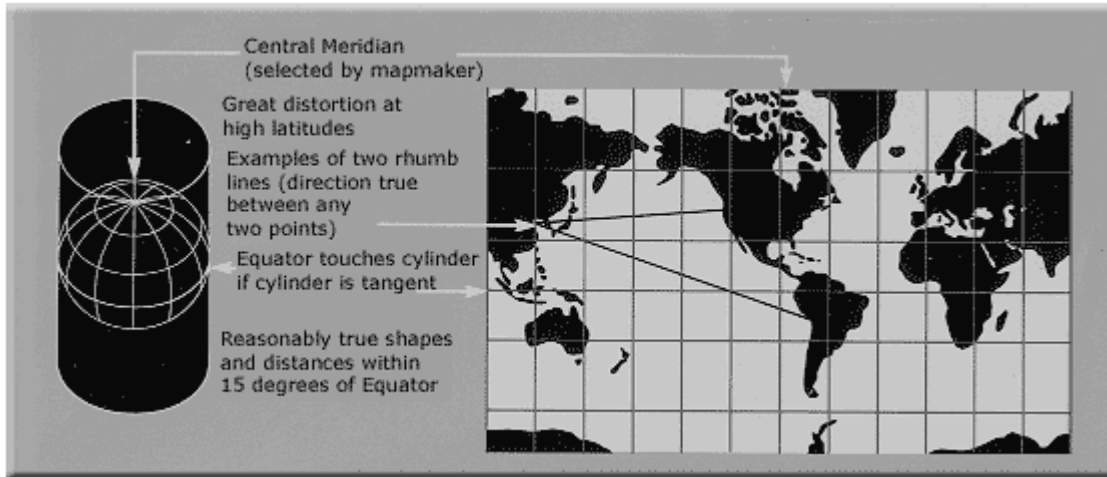 Central Meridian
(selected by mapmaker)
Great distortion at
high latitudes
Examples of two rhumb
lines (direction true
between any
two points)
Equator touches cylinder
if cylinder is tangent
Reasonably true shapes
and distances within
15 degrees of Equator